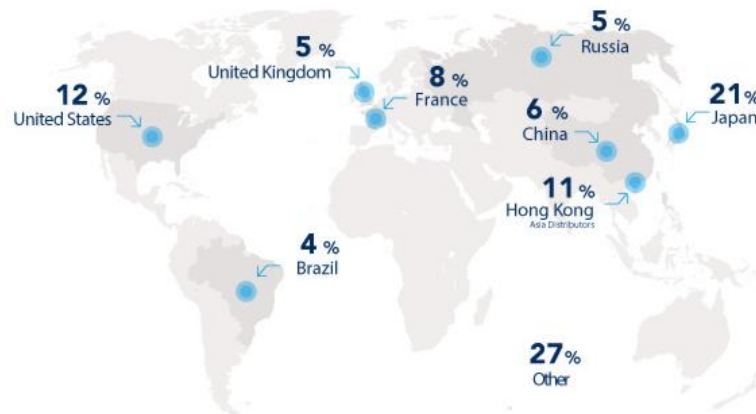 5 %
Russia
5 %
United Kingdom
8 %
France
12 %
United States
6 %
China
21%
Japan
11 %
Hong Kong
Asia Distributors
4 %
Brazil
27%
Other